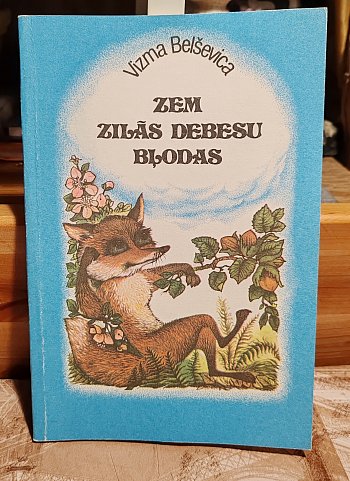 Vizma Belševica
ZEM
ZILĀS DEBESU
BĻODAS